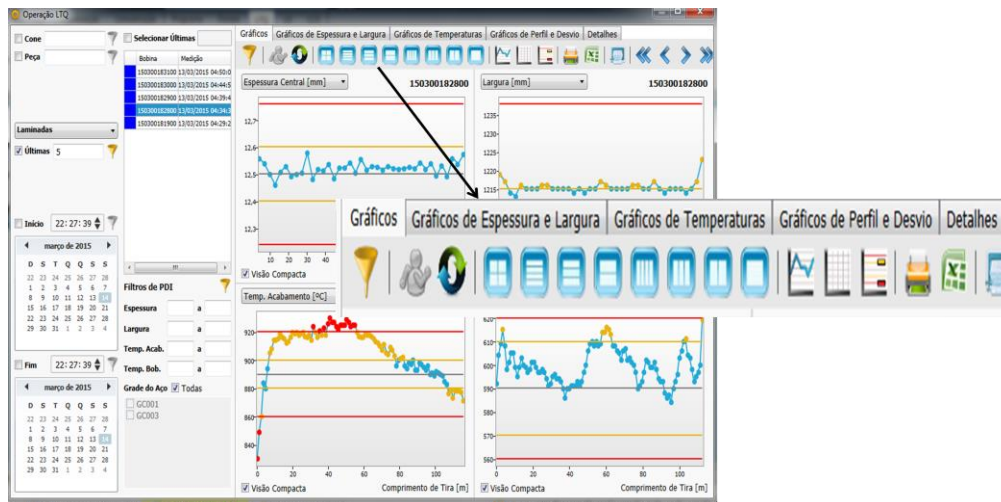 Operação LTQ
Cone
Peça
Laminadas
Últimas 5
Início 22:27:39
março de 2015
D S T Q Q S S
22 23 24 25 26 27 28
1 2 3 4 5 6 7
8 9 10 11 12 13 14
15 16 17 18 19 20 21
22 23 24 25 26 27 28
29 30 31 1 2 3 4
Fim 22:27:39
março de 2015
D S T Q Q S S
22 23 24 25 26 27 28
1 2 3 4 5 6 7
8 9 10 11 12 13 14
15 16 17 18 19 20 21
22 23 24 25 26 27 28
29 30 31 1 2 3 4
Selecionar Últimas
Bobina Medição
150300183100 13/03/2015 04:50:0
150300183000 13/03/2015 04:44:5
150300182900 13/03/2015 04:39:4
150300182800 13/03/2015 04:34:3
150300181900 13/03/2015 04:29:2
Filtros de PDI
Espessura a
Largura a
Temp. Acab. a
Temp. Bob. a
Grade do Aço Todas
GC001
GC003
Gráficos Gráficos de Espessura e Largura Gráficos de Temperaturas Gráficos de Perfil e Desvio Detalhes
Espessura Central [mm] 150300182800
12,7
12,6
12,4
12,3
10 20 30 40
Visão Compacta
Largura [mm] 150300182800
1235
1230
1225
1220
1215
Gráficos Gráficos de Espessura e Largura Gráficos de Temperaturas Gráficos de Perfil e Desvio Detalhes
Temp. Acabamento [ºC]
920
900
880
860
840
0 20 40 60 80 100
Visão Compacta Comprimento de Tira [m]
620
610
600
590
580
570
560
0 20 40 60 80 100
Visão Compacta Comprimento de Tira [m]